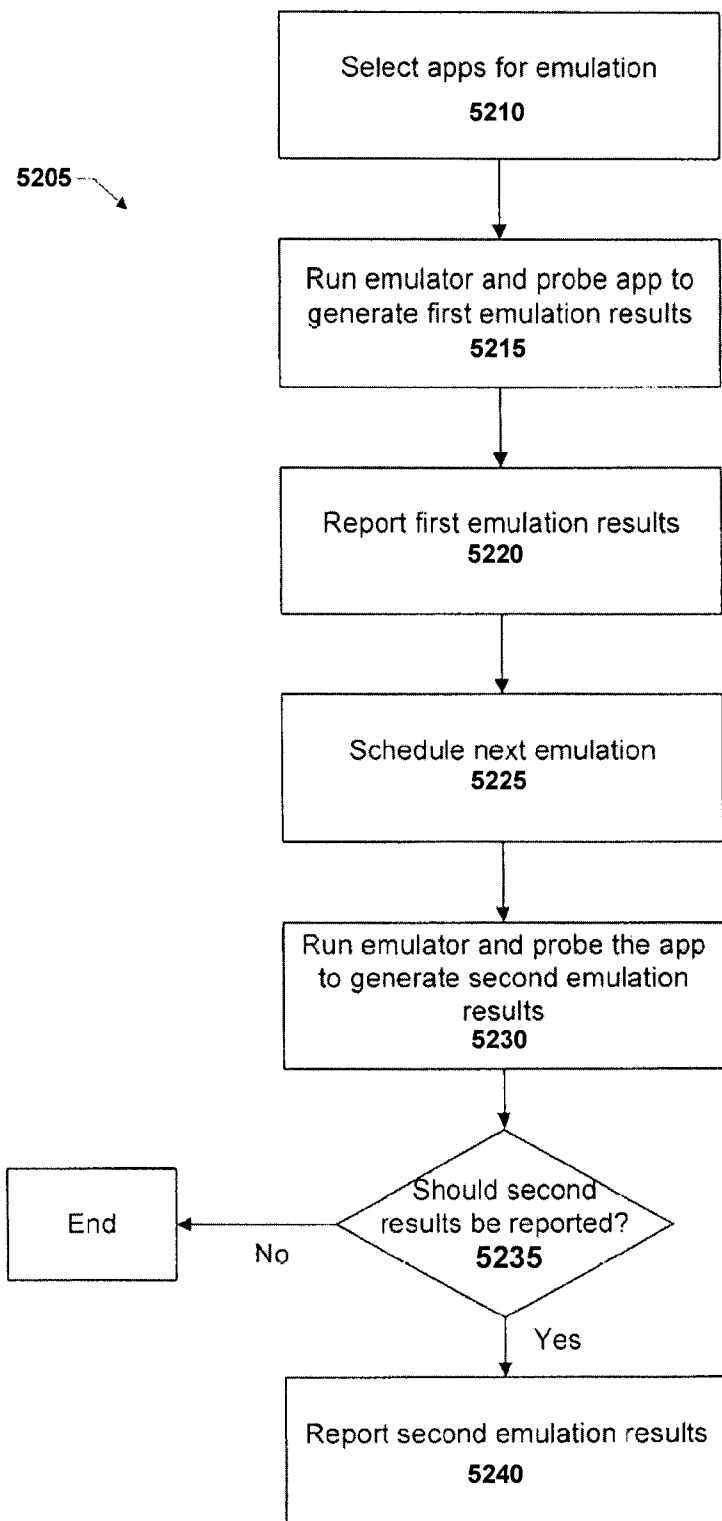 Select apps for emulation
5210
5205
Run emulator and probe app to
generate first emulation results
5215
Report first emulation results
5220
Schedule next emulation
5225
Run emulator and probe the app
to generate second emulation
results
5230
Should second
results be reported?
5235
End
No
Yes
Report second emulation results
5240